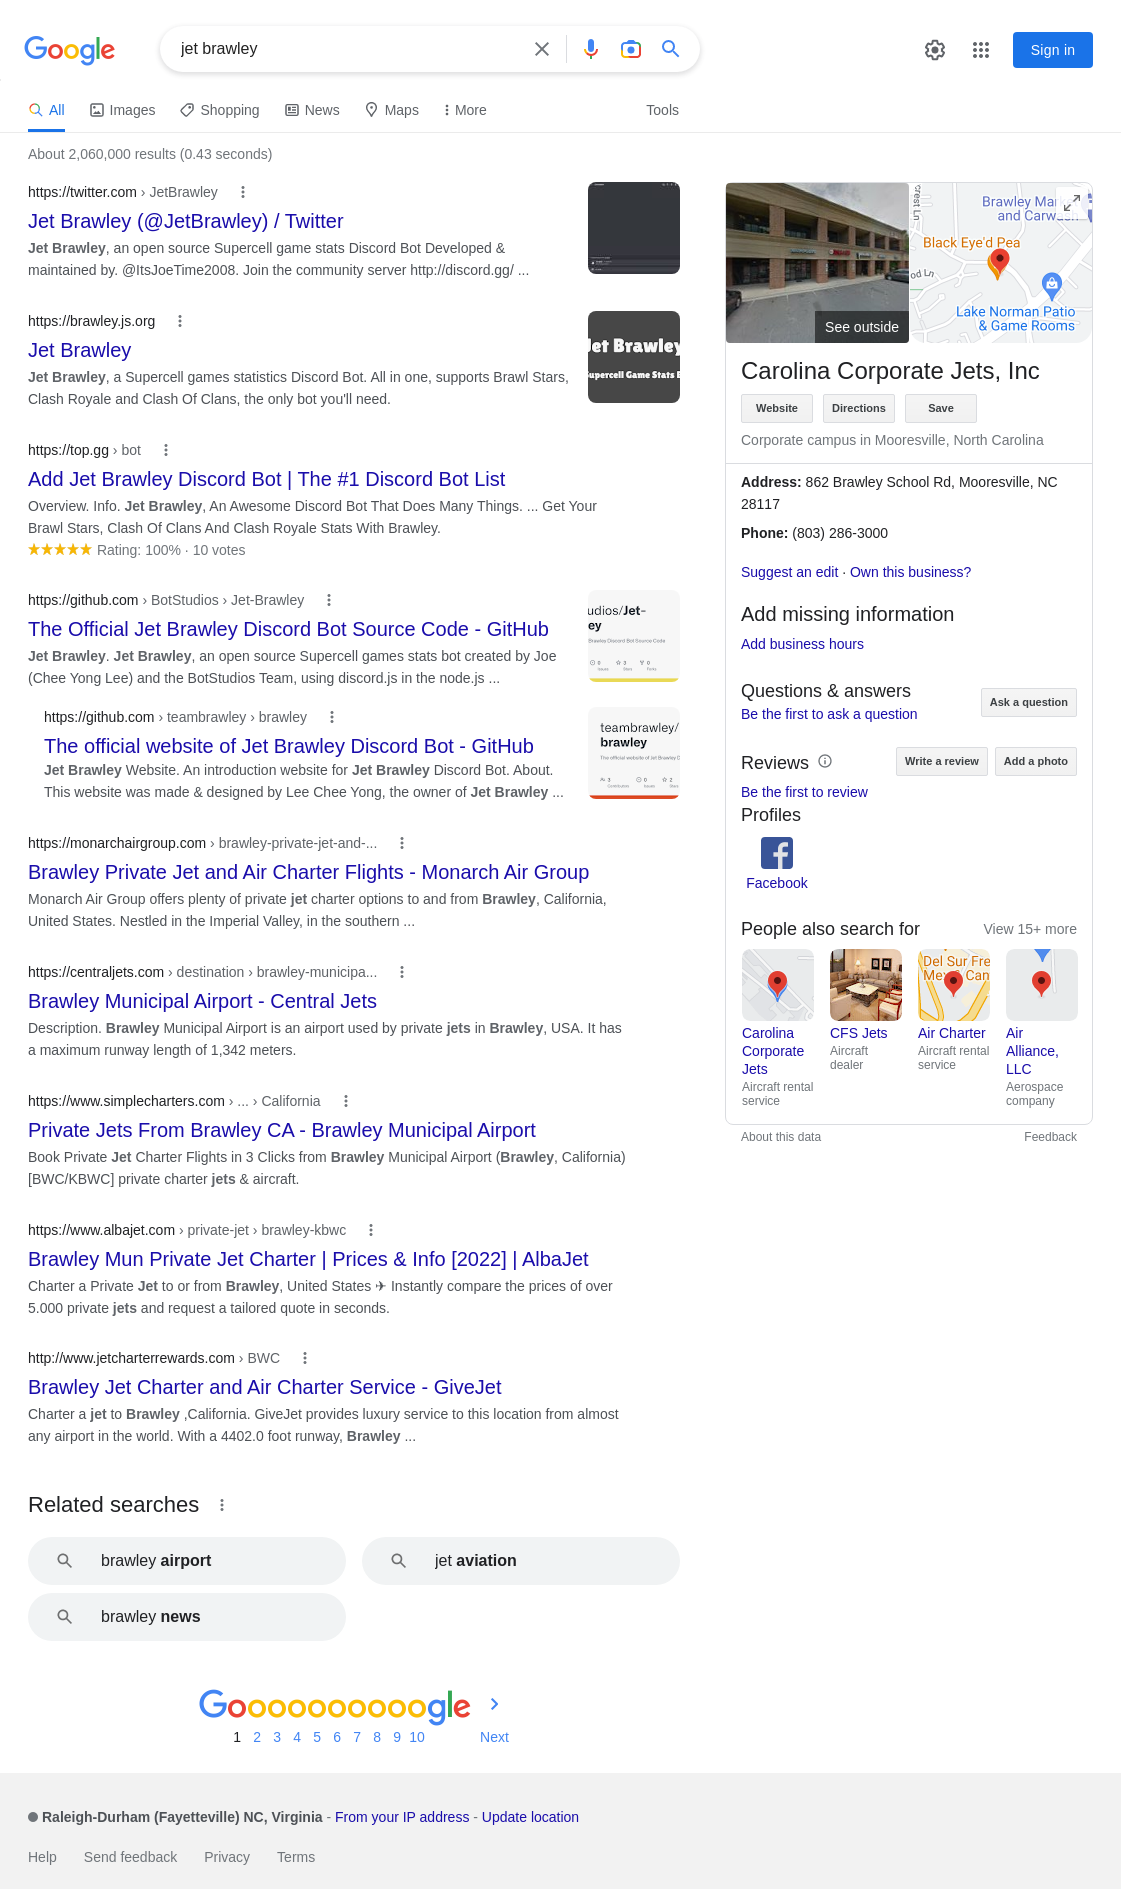 Google
jet brawley
Sign in
All
Images
Shopping
News
Maps
More
Tools
About 2,060,000 results (0.43 seconds)
https://twitter.com › JetBrawley
Jet Brawley (@JetBrawley) / Twitter
Jet Brawley, an open source Supercell game stats Discord Bot Developed &
maintained by. @ItsJoeTime2008. Join the community server http://discord.gg/ ...
https://brawley.js.org
Jet Brawley
Jet Brawley, a Supercell games statistics Discord Bot. All in one, supports Brawl Stars,
Clash Royale and Clash Of Clans, the only bot you'll need.
Jet Brawley
Supercell Game Stats B
https://top.gg › bot
Add Jet Brawley Discord Bot | The #1 Discord Bot List
Overview. Info. Jet Brawley, An Awesome Discord Bot That Does Many Things. ... Get Your
Brawl Stars, Clash Of Clans And Clash Royale Stats With Brawley.
Rating: 100% · 10 votes
https://github.com › BotStudios › Jet-Brawley
The Official Jet Brawley Discord Bot Source Code - GitHub
Jet Brawley. Jet Brawley, an open source Supercell games stats bot created by Joe
(Chee Yong Lee) and the BotStudios Team, using discord.js in the node.js ...
udios/Jet-
ey
Brawley Discord Bot Source Code
https://github.com › teambrawley › brawley
The official website of Jet Brawley Discord Bot - GitHub
Jet Brawley Website. An introduction website for Jet Brawley Discord Bot. About.
This website was made & designed by Lee Chee Yong, the owner of Jet Brawley ...
teambrawley/
brawley
The official website of Jet Brawley D
https://monarchairgroup.com › brawley-private-jet-and-...
Brawley Private Jet and Air Charter Flights - Monarch Air Group
Monarch Air Group offers plenty of private jet charter options to and from Brawley, California,
United States. Nestled in the Imperial Valley, in the southern ...
https://centraljets.com › destination › brawley-municipa...
Brawley Municipal Airport - Central Jets
Description. Brawley Municipal Airport is an airport used by private jets in Brawley, USA. It has
a maximum runway length of 1,342 meters.
https://www.simplecharters.com › ... › California
Private Jets From Brawley CA - Brawley Municipal Airport
Book Private Jet Charter Flights in 3 Clicks from Brawley Municipal Airport (Brawley, California)
[BWC/KBWC] private charter jets & aircraft.
https://www.albajet.com › private-jet › brawley-kbwc
Brawley Mun Private Jet Charter | Prices & Info [2022] | AlbaJet
Charter a Private Jet to or from Brawley, United States ✈ Instantly compare the prices of over
5.000 private jets and request a tailored quote in seconds.
http://www.jetcharterrewards.com › BWC
Brawley Jet Charter and Air Charter Service - GiveJet
Charter a jet to Brawley ,California. GiveJet provides luxury service to this location from almost
any airport in the world. With a 4402.0 foot runway, Brawley ...
Related searches
brawley airport
jet aviation
brawley news
Goooooooooogle
1 2 3 4 5 6 7 8 9 10 Next
See outside
crest Ln
Brawley Mar
and Carwash
Black Eye'd Pea
od Ln
Lake Norman Patio
& Game Rooms
Carolina Corporate Jets, Inc
Website
Directions
Save
Corporate campus in Mooresville, North Carolina
Address: 862 Brawley School Rd, Mooresville, NC
28117
Phone: (803) 286-3000
Suggest an edit · Own this business?
Add missing information
Add business hours
Questions & answers
Be the first to ask a question
Ask a question
Reviews
Write a review
Add a photo
Be the first to review
Profiles
Facebook
People also search for
View 15+ more
Del Sur Fre
Mex & Can
Carolina
Corporate
Jets
Aircraft rental
service
CFS Jets
Aircraft
dealer
Air Charter
Aircraft rental
service
Air
Alliance,
LLC
Aerospace
company
About this data
Feedback
Raleigh-Durham (Fayetteville) NC, Virginia - From your IP address - Update location
Help
Send feedback
Privacy
Terms